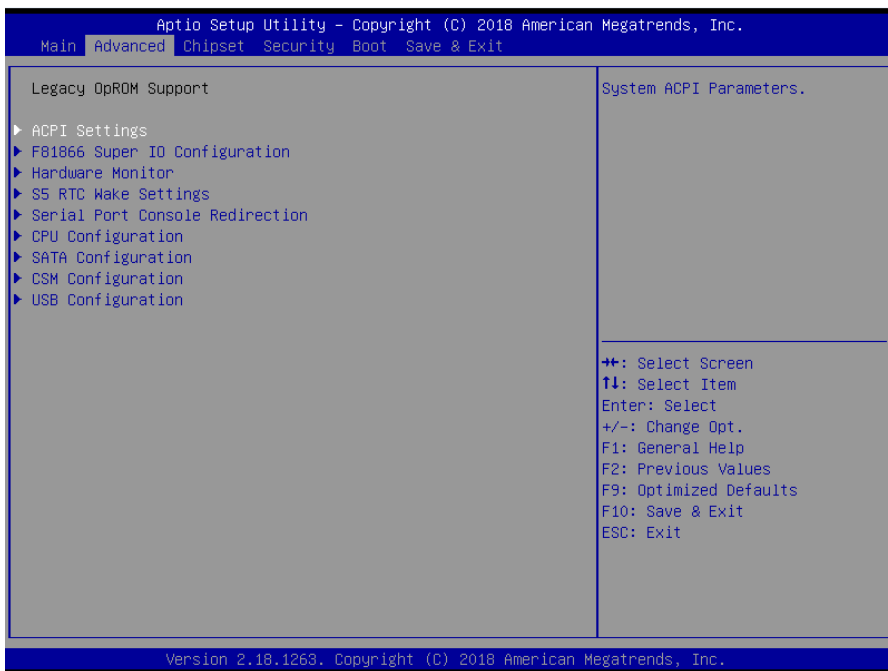 Aptio Setup Utility – Copyright (C) 2018 American Megatrends, Inc.
Main Advanced Chipset Security Boot Save & Exit
Legacy OpROM Support
▶ ACPI Settings
▶ F81866 Super IO Configuration
▶ Hardware Monitor
▶ S5 RTC Wake Settings
▶ Serial Port Console Redirection
▶ CPU Configuration
▶ SATA Configuration
▶ CSM Configuration
▶ USB Configuration
System ACPI Parameters.
→←: Select Screen
↑↓: Select Item
Enter: Select
+/-: Change Opt.
F1: General Help
F2: Previous Values
F9: Optimized Defaults
F10: Save & Exit
ESC: Exit
Version 2.18.1263. Copyright (C) 2018 American Megatrends, Inc.